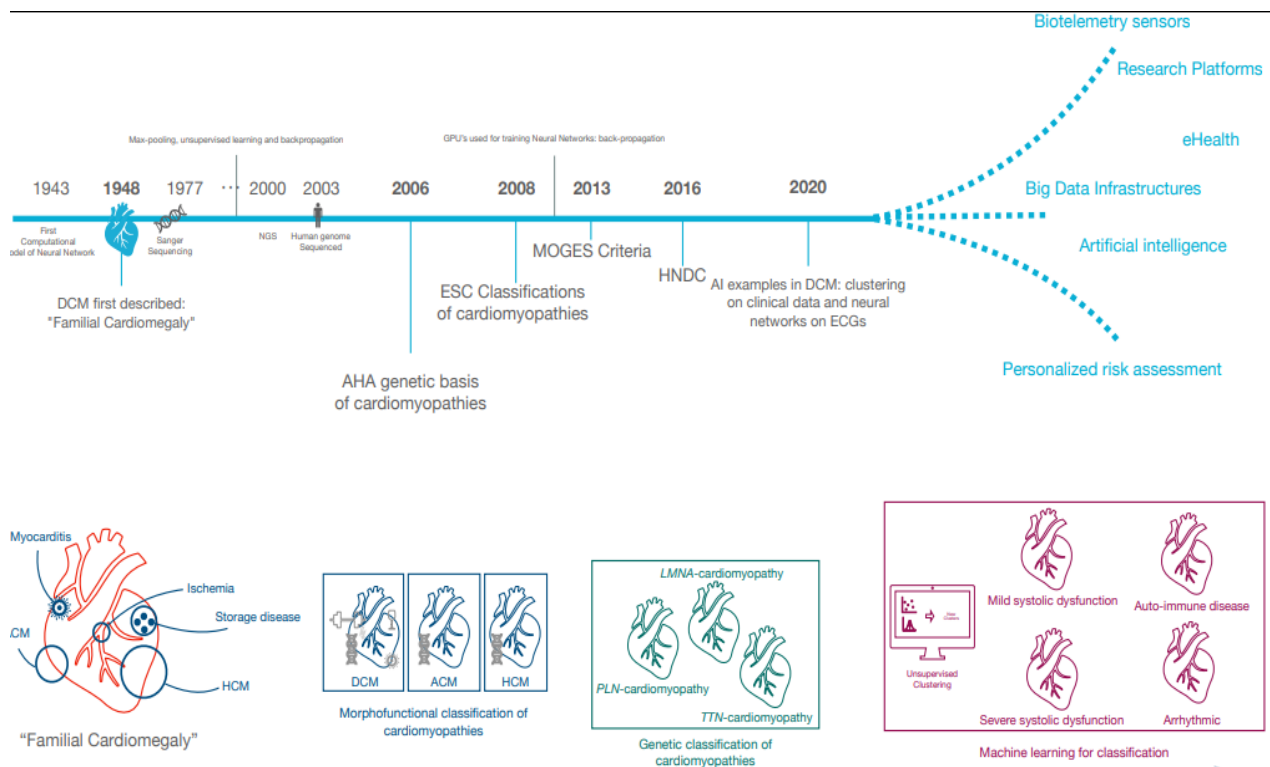 Biotelemetry sensors
Research Platforms
eHealth
Big Data Infrastructures
Artificial intelligence
Personalized risk assessment
Max-pooling, unsupervised learning and backpropagation
GPU's used for training Neural Networks: back-propagation
1943
1948
1977
...
2000
2003
2006
2008
2013
2016
2020
First
Computational
odel of Neural Network
Sanger
Sequencing
NGS
Human genome
Sequenced
DCM first described:
"Familial Cardiomegaly"
AHA genetic basis
of cardiomyopathies
ESC Classifications
of cardiomyopathies
MOGES Criteria
HNDC
AI examples in DCM: clustering
on clinical data and neural
networks on ECGs
Myocarditis
Ischemia
Storage disease
CM
HCM
“Familial Cardiomegaly”
DCM
ACM
HCM
Morphofunctional classification of
cardiomyopathies
LMNA-cardiomyopathy
PLN-cardiomyopathy
TTN-cardiomyopathy
Genetic classification of
cardiomyopathies
Unsupervised
Clustering
Mild systolic dysfunction
Auto-immune disease
Severe systolic dysfunction
Arrhythmic
Machine learning for classification